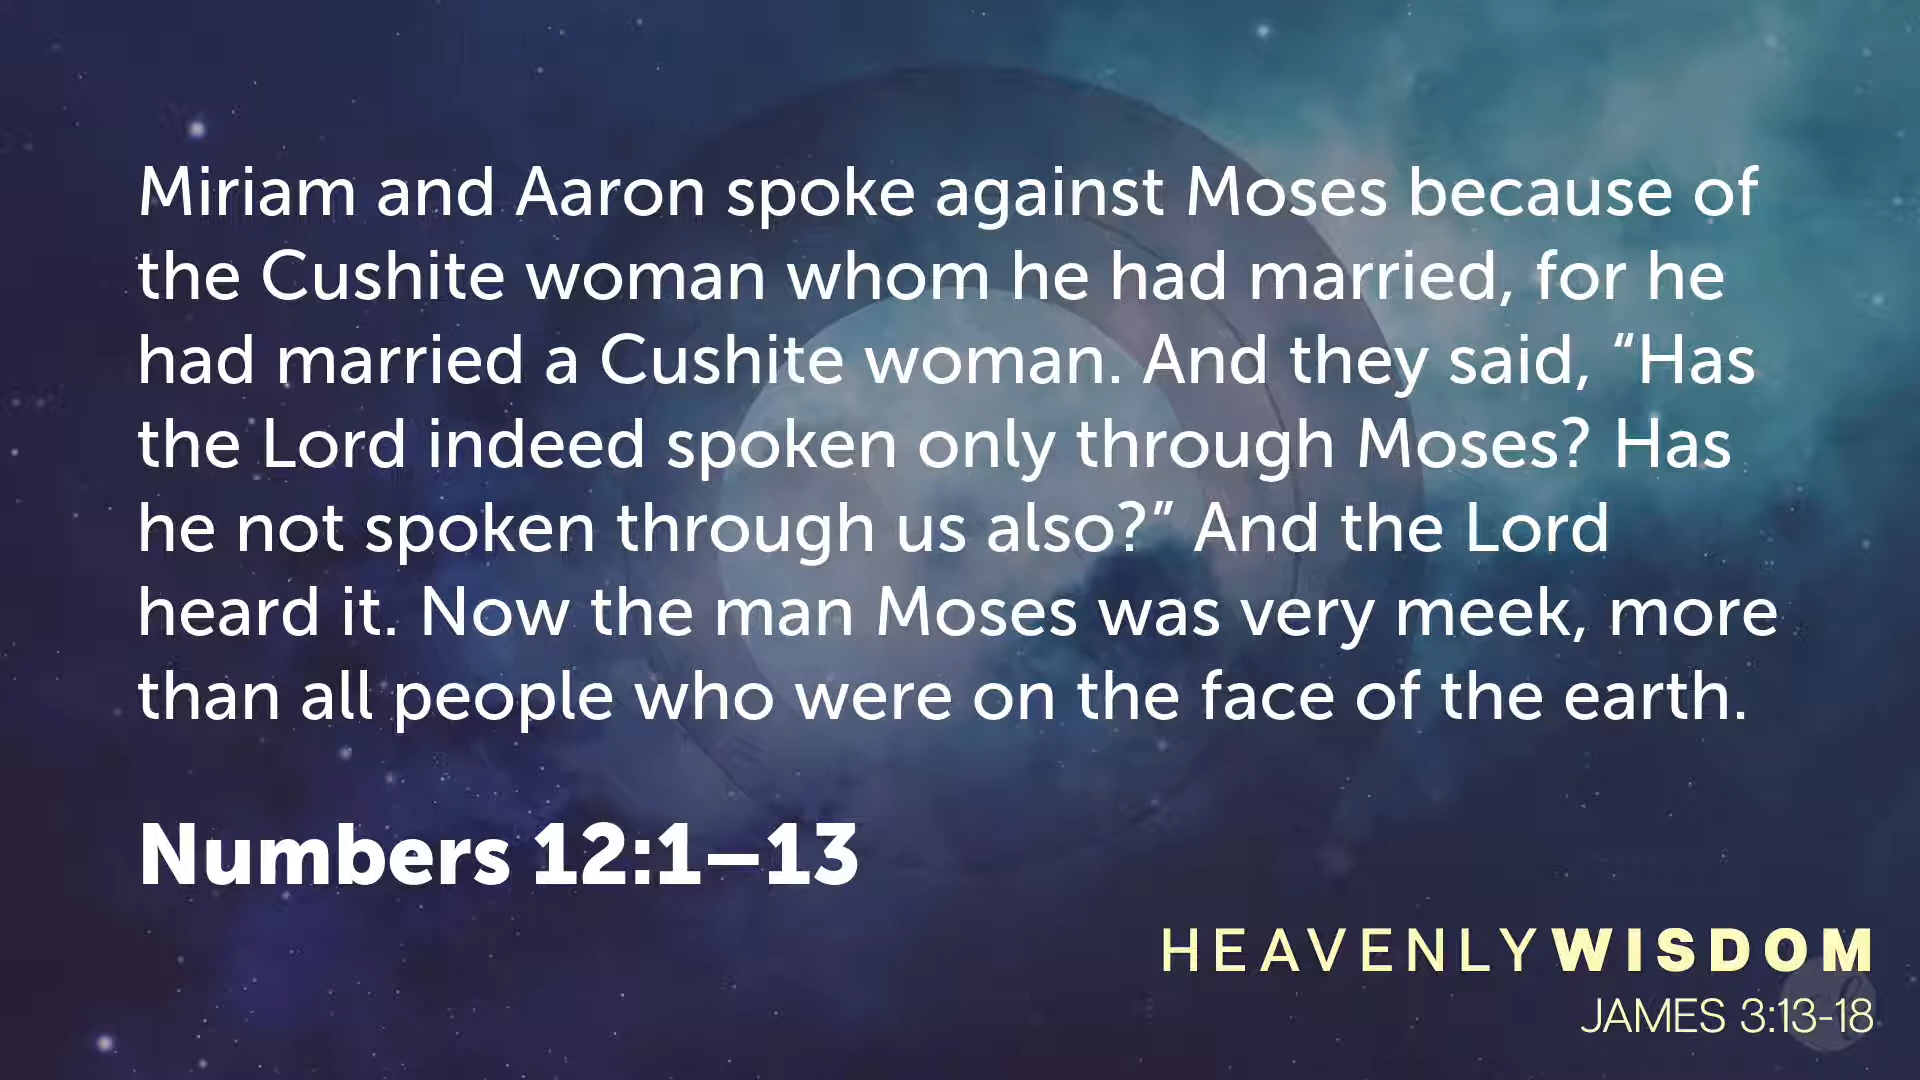 Miriam and Aaron spoke against Moses because of
the Cushite woman whom he had married, for he
had married a Cushite woman. And they said, “Has
the Lord indeed spoken only through Moses? Has
he not spoken through us also?” And the Lord
heard it. Now the man Moses was very meek, more
than all people who were on the face of the earth.
Numbers 12:1–13
HEAVENLYWISDOM
JAMES 3:13-18